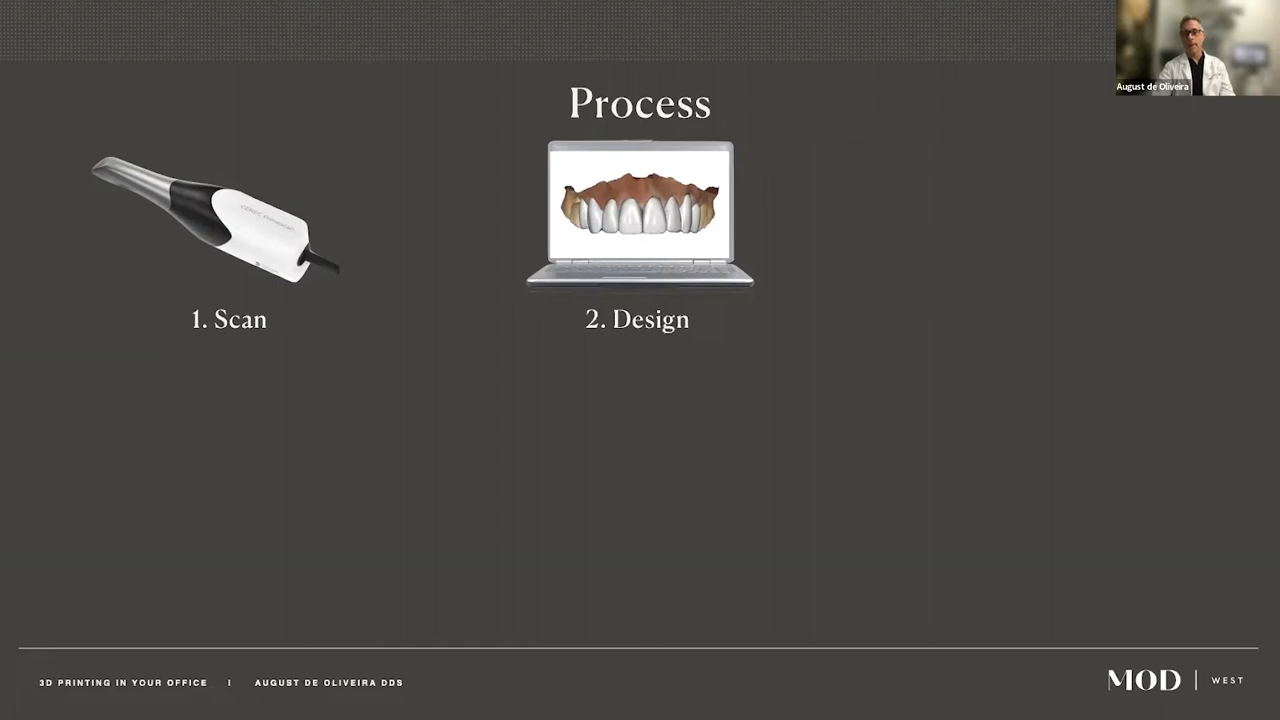 August de Oliveira
Process
1. Scan
2. Design
3D PRINTING IN YOUR OFFICE | AUGUST DE OLIVEIRA DDS
MOD | WEST